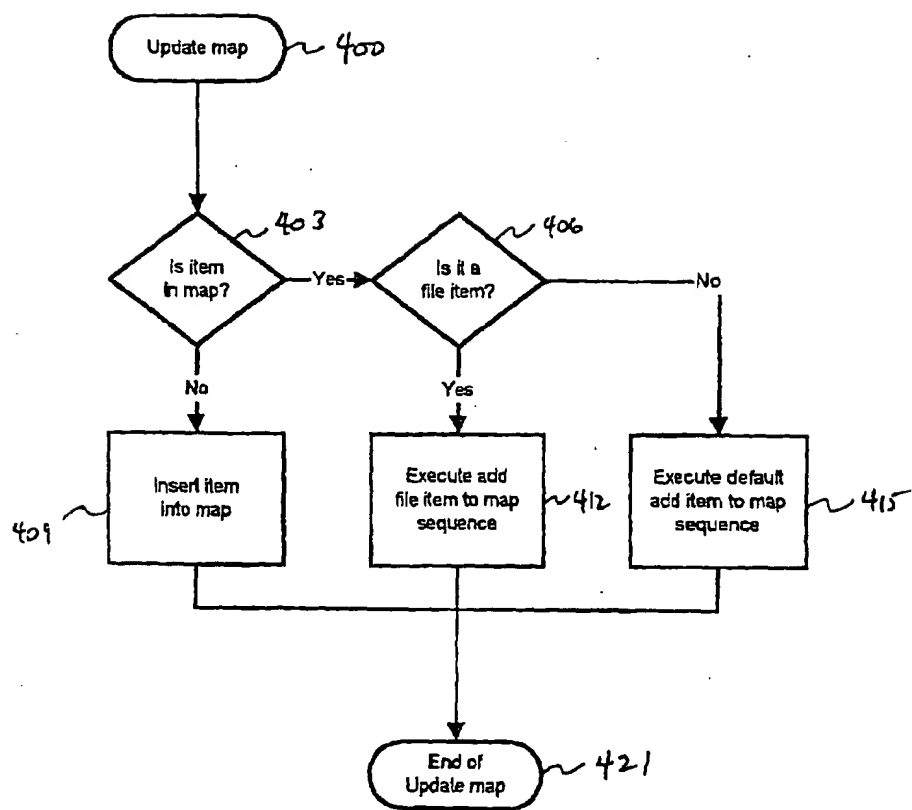 Update map
400
403
406
Is item
in map?
Yes
Is it a
file item?
No
No
Yes
Insert item
into map
409
Execute add
file item to map
sequence
412
Execute default
add item to map
sequence
415
End of
Update map
421